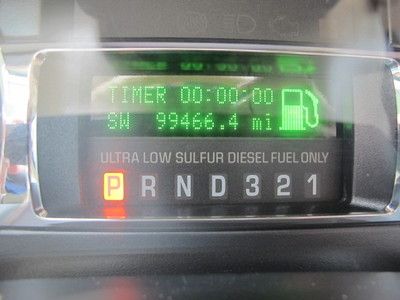 TIMER 00:00:00
SW 99466.4 mi
ULTRA LOW SULFUR DIESEL FUEL ONLY
P R N D 3 2 1